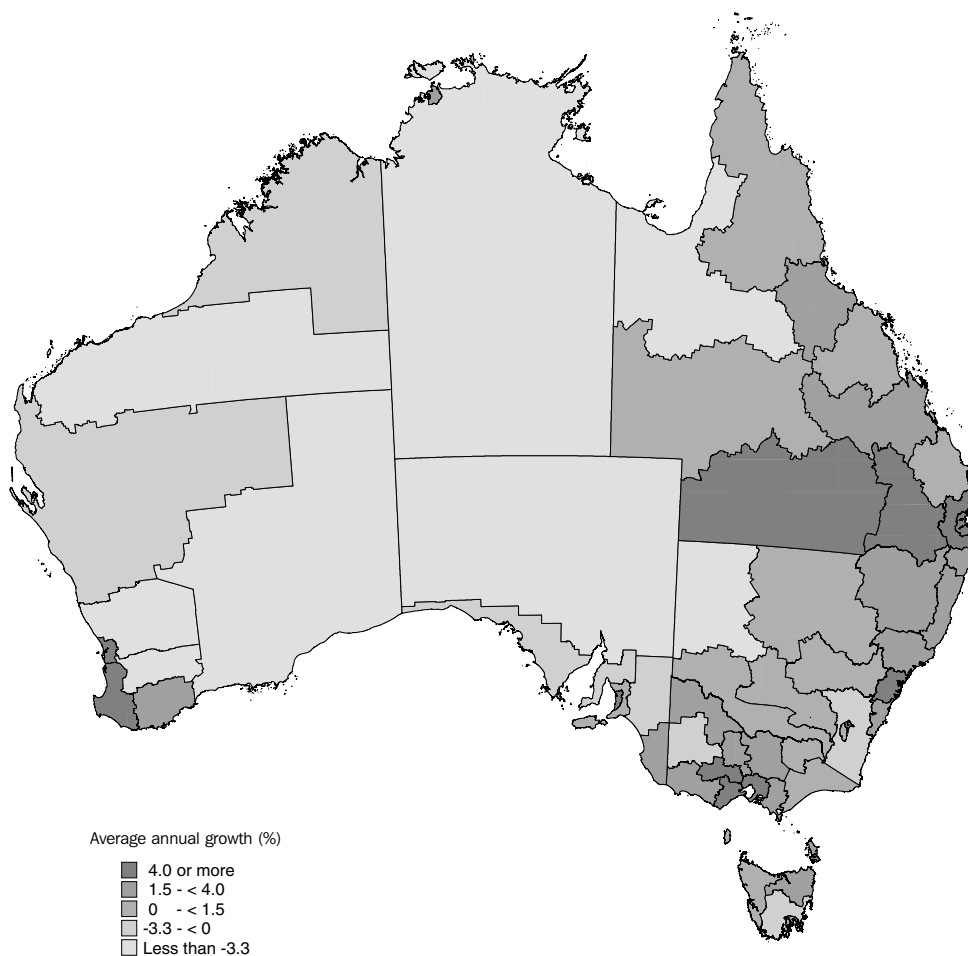 Average annual growth (%)
4.0 or more
1.5 - < 4.0
0 - < 1.5
-3.3 - < 0
Less than -3.3